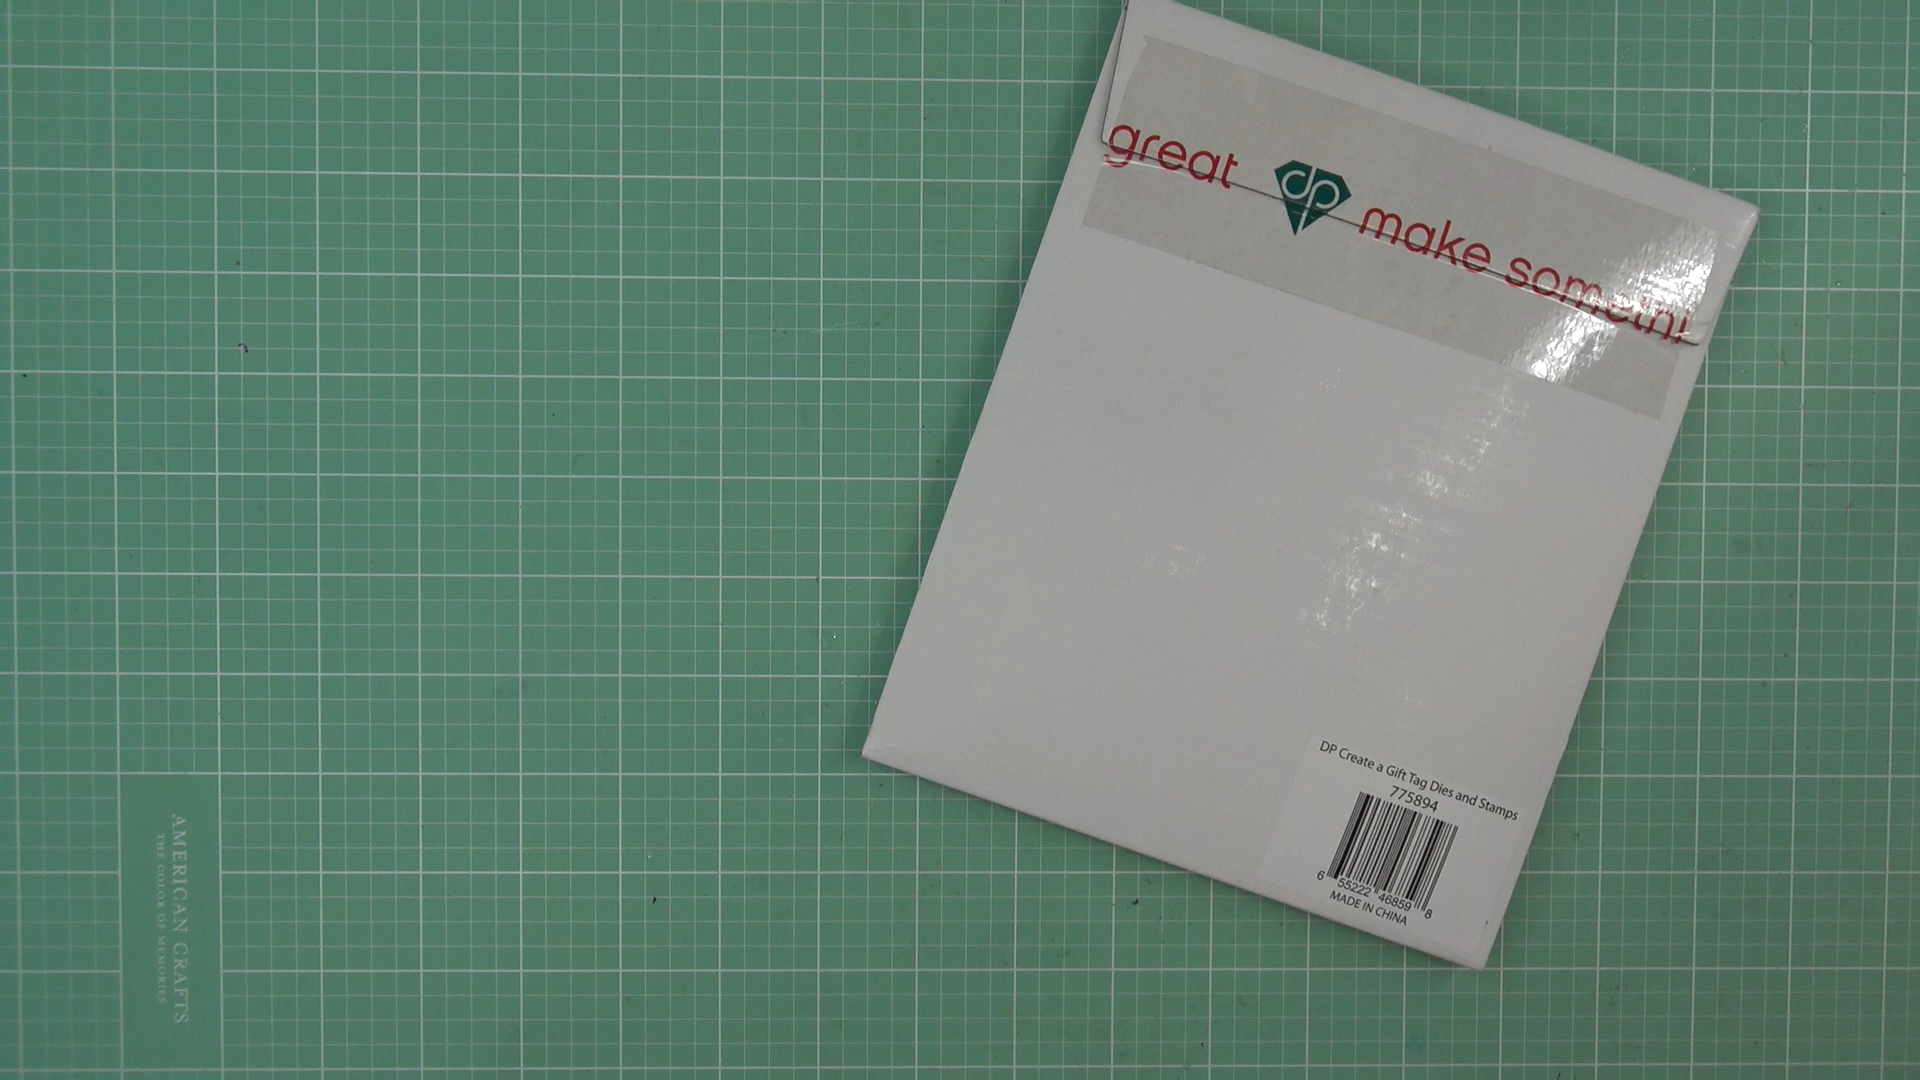 great dp make somethi
DP Create a Gift Tag Dies and Stamps
775894
6 55222 46859 8
MADE IN CHINA
AMERICAN CRAFTS
THE COLOR OF MEMORIES